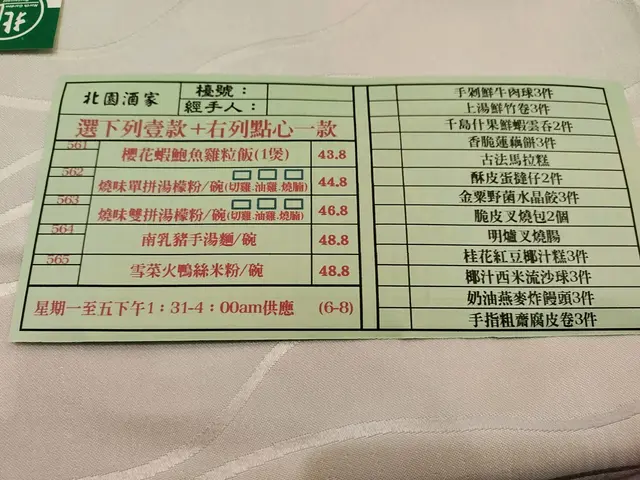 北園酒家
檯號：
經手人：
選下列壹款+右列點心一款
561 櫻花蝦鮑魚雞粒飯(1煲) 43.8
562 燒味單拼湯檬粉/碗(切雞.油雞.燒腩) 44.8
563 燒味雙拼湯檬粉/碗(切雞.油雞.燒腩) 46.8
564 南乳豬手湯麵/碗 48.8
565 雪菜火鴨絲米粉/碗 48.8
星期一至五下午1：31-4：00am供應 (6-8)
手剁鮮牛肉球3件
上湯鮮竹卷3件
千島什果鮮蝦雲吞2件
香脆蓮藕餅3件
古法馬拉糕
酥皮蛋撻仔2件
金粟野菌水晶餃3件
脆皮叉燒包2個
明爐叉燒腸
桂花紅豆椰汁糕3件
椰汁西米流沙球3件
奶油燕麥炸饅頭3件
手指粗齋腐皮卷3件